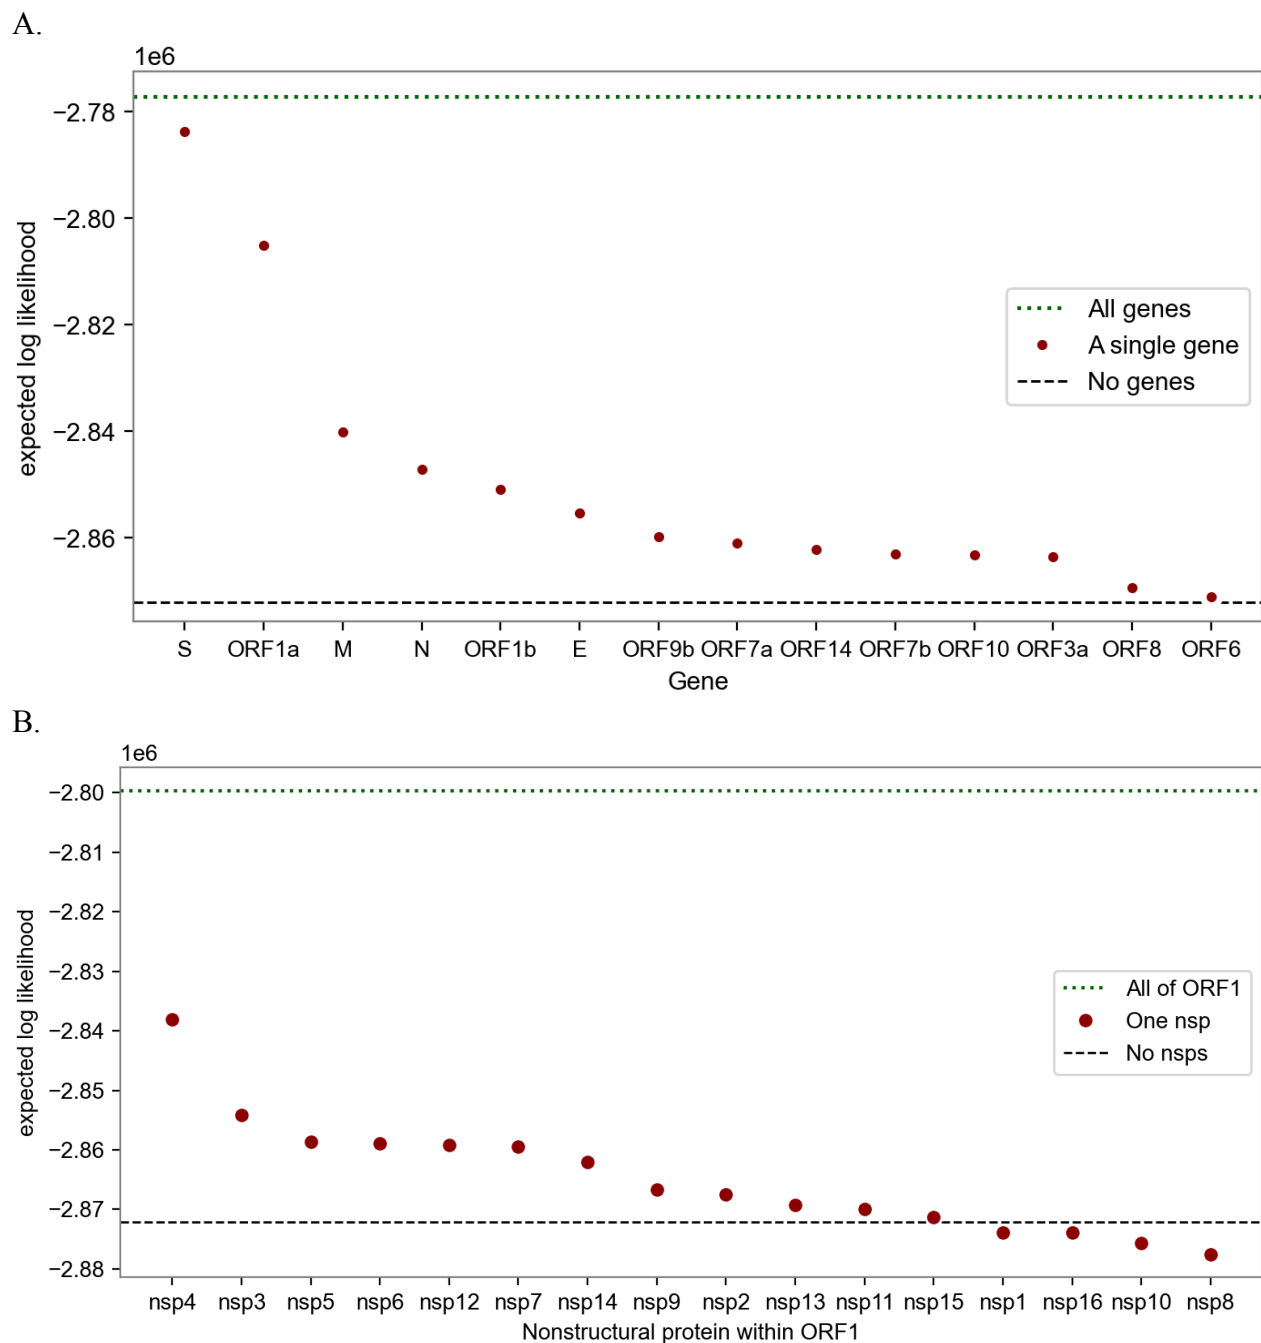 A.
1e6
−2.78
−2.80
−2.82
−2.84
−2.86
expected log likelihood
All genes
A single gene
No genes
S ORF1a M N ORF1b E ORF9b ORF7a ORF14 ORF7b ORF10 ORF3a ORF8 ORF6
Gene
B.
1e6
−2.80
−2.81
−2.82
−2.83
−2.84
−2.85
−2.86
−2.87
−2.88
expected log likelihood
All of ORF1
One nsp
No nsps
nsp4 nsp3 nsp5 nsp6 nsp12 nsp7 nsp14 nsp9 nsp2 nsp13 nsp11 nsp15 nsp1 nsp16 nsp10 nsp8
Nonstructural protein within ORF1